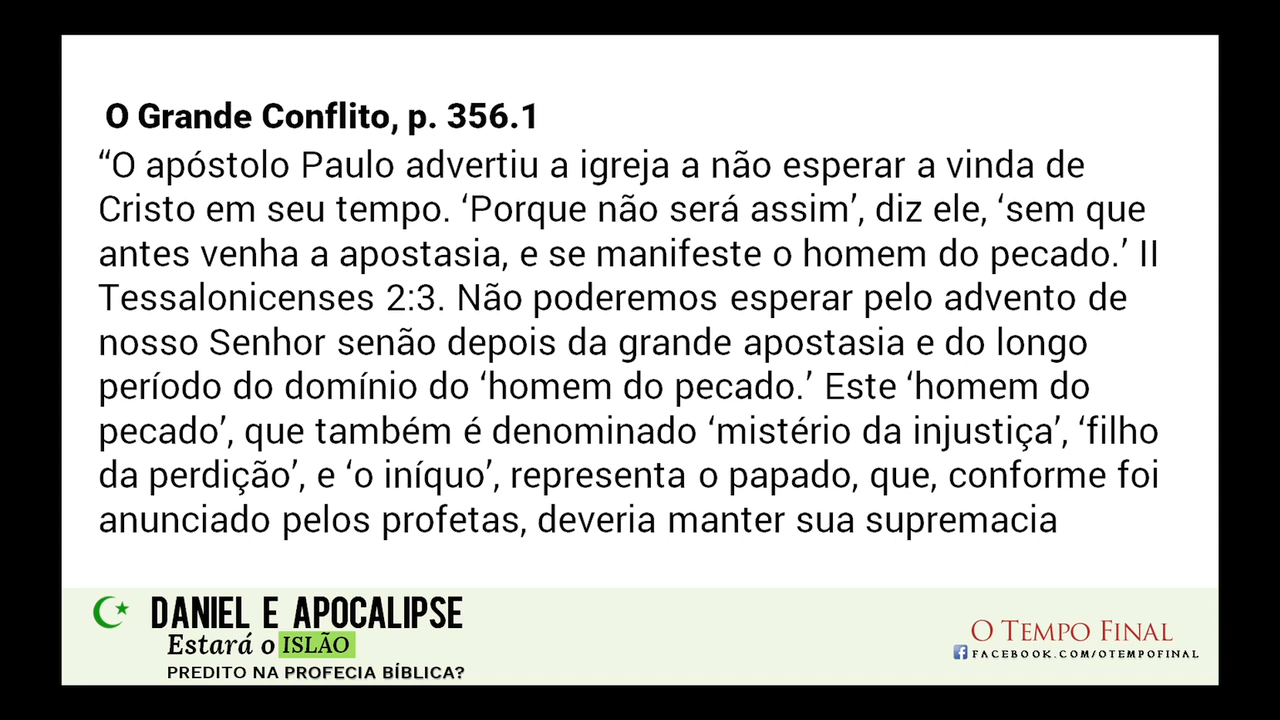 O Grande Conflito, p. 356.1
“O apóstolo Paulo advertiu a igreja a não esperar a vinda de
Cristo em seu tempo. ‘Porque não será assim’, diz ele, ‘sem que
antes venha a apostasia, e se manifeste o homem do pecado.’ II
Tessalonicenses 2:3. Não poderemos esperar pelo advento de
nosso Senhor senão depois da grande apostasia e do longo
período do domínio do ‘homem do pecado.’ Este ‘homem do
pecado’, que também é denominado ‘mistério da injustiça’, ‘filho
da perdição’, e ‘o iníquo’, representa o papado, que, conforme foi
anunciado pelos profetas, deveria manter sua supremacia
DANIEL E APOCALIPSE
Estará o ISLÃO
PREDITO NA PROFECIA BÍBLICA?
O TEMPO FINAL
FACEBOOK.COM/OTEMPOFINAL